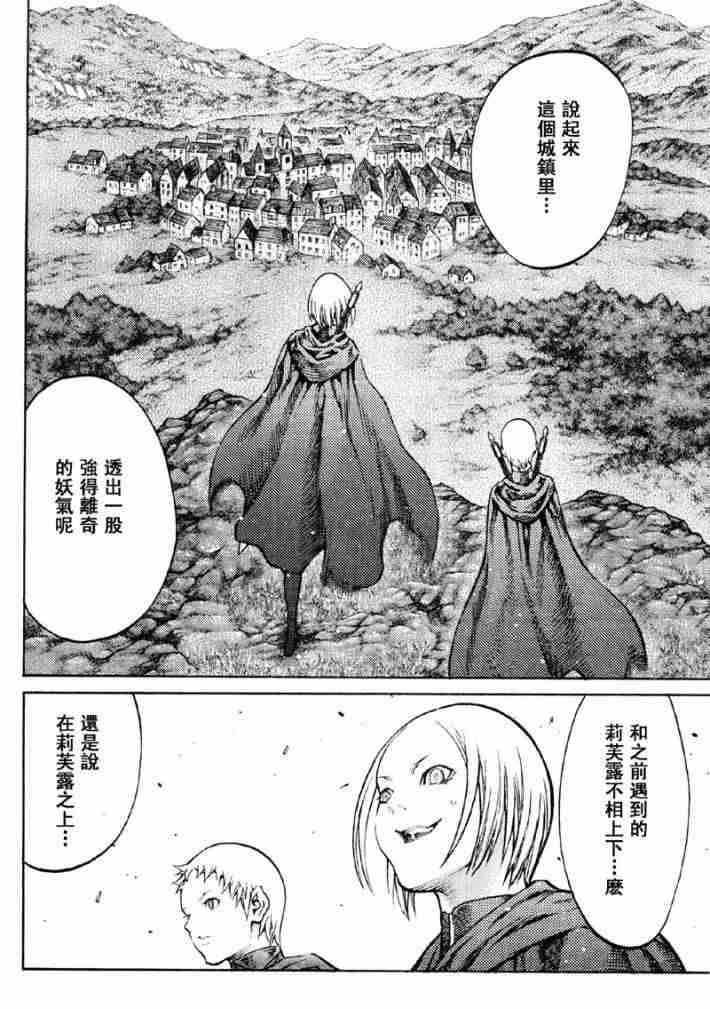 說起來
這個城鎮里…
透出一股
強得離奇
的妖氣呢
和之前遇到的
莉芙露不相上下…麽
還是說
在莉芙露之上…